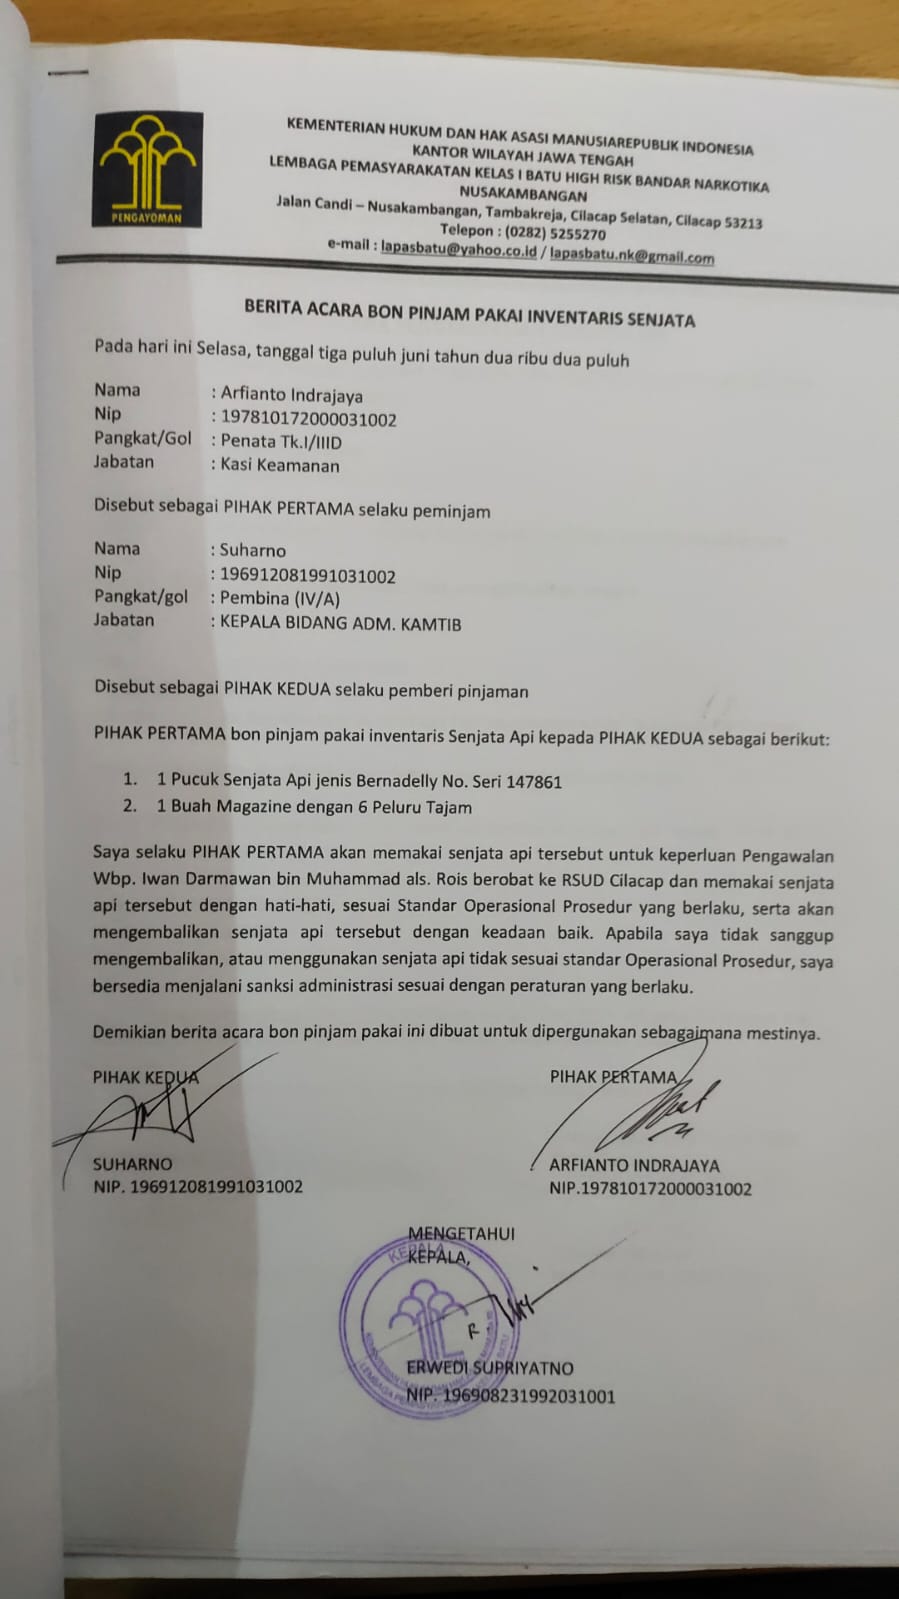 PENGAYOMAN
KEMENTERIAN HUKUM DAN HAK ASASI MANUSIAREPUBLIK INDONESIA
KANTOR WILAYAH JAWA TENGAH
LEMBAGA PEMASYARAKATAN KELAS I BATU HIGH RISK BANDAR NARKOTIKA
NUSAKAMBANGAN
Jalan Candi – Nusakambangan, Tambakreja, Cilacap Selatan, Cilacap 53213
Telepon : (0282) 5255270
e-mail : lapasbatu@yahoo.co.id / lapasbatu.nk@gmail.com
BERITA ACARA BON PINJAM PAKAI INVENTARIS SENJATA
Pada hari ini Selasa, tanggal tiga puluh juni tahun dua ribu dua puluh
Nama : Arfianto Indrajaya
Nip : 197810172000031002
Pangkat/Gol : Penata Tk.I/IIID
Jabatan : Kasi Keamanan
Disebut sebagai PIHAK PERTAMA selaku peminjam
Nama : Suharno
Nip : 196912081991031002
Pangkat/gol : Pembina (IV/A)
Jabatan : KEPALA BIDANG ADM. KAMTIB
Disebut sebagai PIHAK KEDUA selaku pemberi pinjaman
PIHAK PERTAMA bon pinjam pakai inventaris Senjata Api kepada PIHAK KEDUA sebagai berikut:
1. 1 Pucuk Senjata Api jenis Bernadelly No. Seri 147861
2. 1 Buah Magazine dengan 6 Peluru Tajam
Saya selaku PIHAK PERTAMA akan memakai senjata api tersebut untuk keperluan Pengawalan
Wbp. Iwan Darmawan bin Muhammad als. Rois berobat ke RSUD Cilacap dan memakai senjata
api tersebut dengan hati-hati, sesuai Standar Operasional Prosedur yang berlaku, serta akan
mengembalikan senjata api tersebut dengan keadaan baik. Apabila saya tidak sanggup
mengembalikan, atau menggunakan senjata api tidak sesuai standar Operasional Prosedur, saya
bersedia menjalani sanksi administrasi sesuai dengan peraturan yang berlaku.
Demikian berita acara bon pinjam pakai ini dibuat untuk dipergunakan sebagaimana mestinya.
PIHAK KEDUA
SUHARNO
NIP. 196912081991031002
PIHAK PERTAMA
ARFIANTO INDRAJAYA
NIP.197810172000031002
MENGETAHUI
KEPALA,
KEPALA
ERWEDI SUPRIYATNO
NIP. 196908231992031001